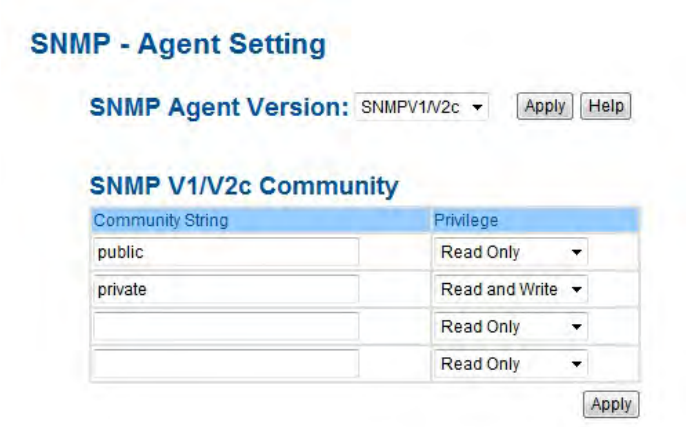 SNMP - Agent Setting
SNMP Agent Version: SNMPV1/V2c Apply Help
SNMP V1/V2c Community
Community String Privilege
public Read Only
private Read and Write
Read Only
Read Only
Apply